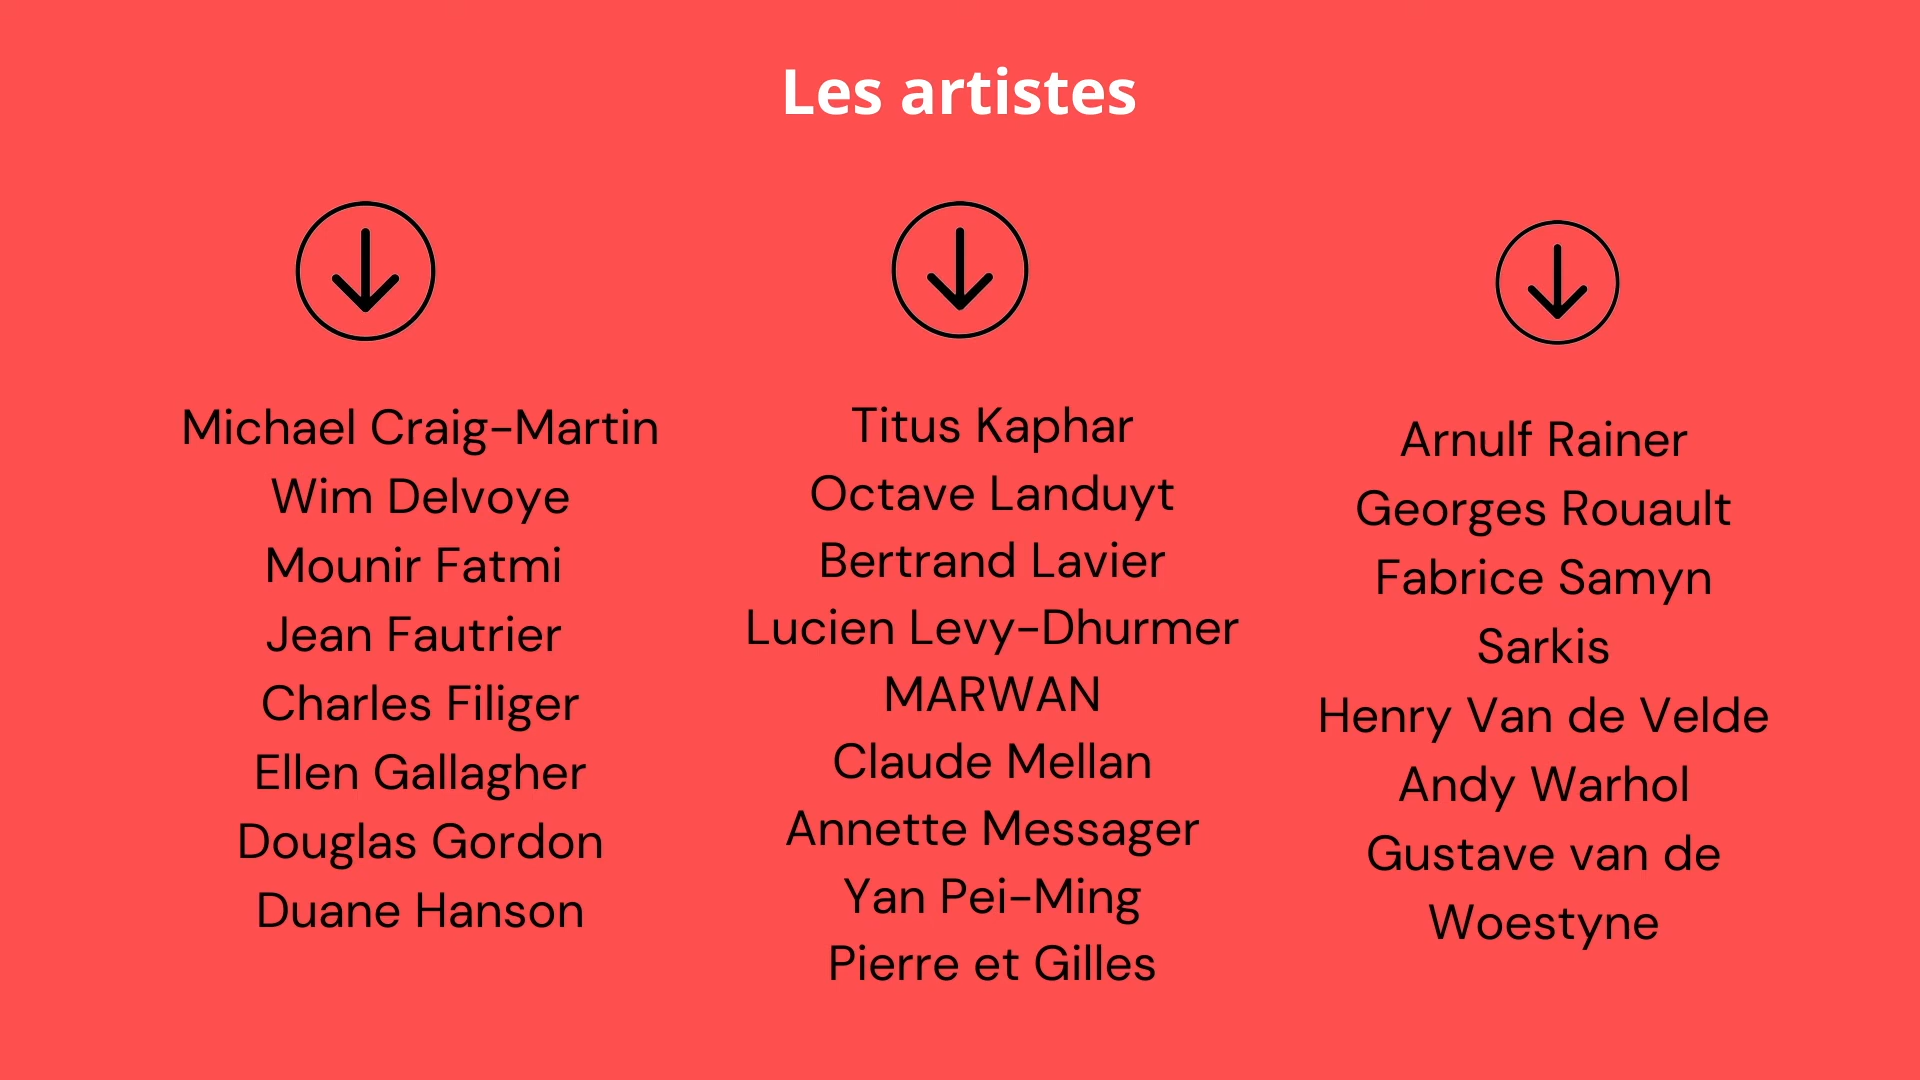 Les artistes
Michael Craig-Martin
Wim Delvoye
Mounir Fatmi
Jean Fautrier
Charles Filiger
Ellen Gallagher
Douglas Gordon
Duane Hanson
Titus Kaphar
Octave Landuyt
Bertrand Lavier
Lucien Levy-Dhurmer
MARWAN
Claude Mellan
Annette Messager
Yan Pei-Ming
Pierre et Gilles
Arnulf Rainer
Georges Rouault
Fabrice Samyn
Sarkis
Henry Van de Velde
Andy Warhol
Gustave van de
Woestyne